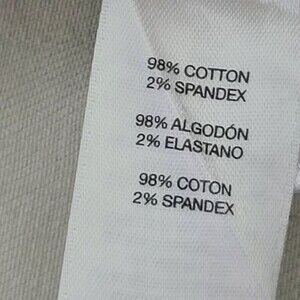 98% COTTON
2% SPANDEX
98% ALGODÓN
2% ELASTANO
98% COTON
2% SPANDEX